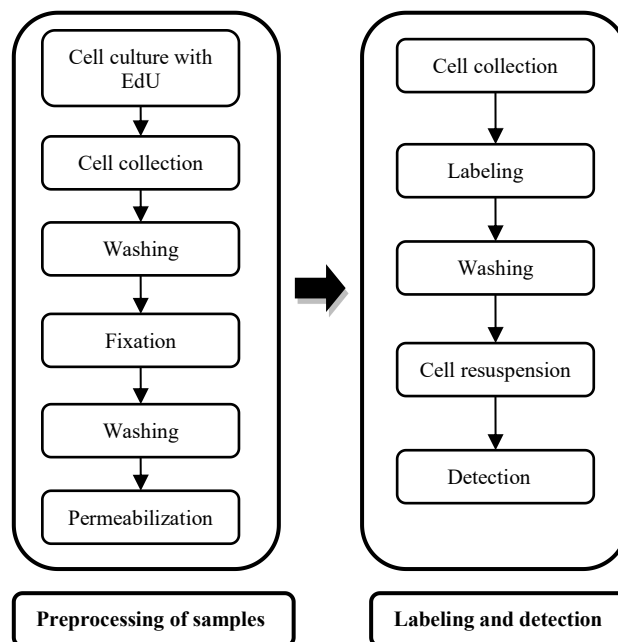 Cell culture with
EdU
Cell collection
Washing
Fixation
Washing
Permeabilization
Preprocessing of samples
Cell collection
Labeling
Washing
Cell resuspension
Detection
Labeling and detection